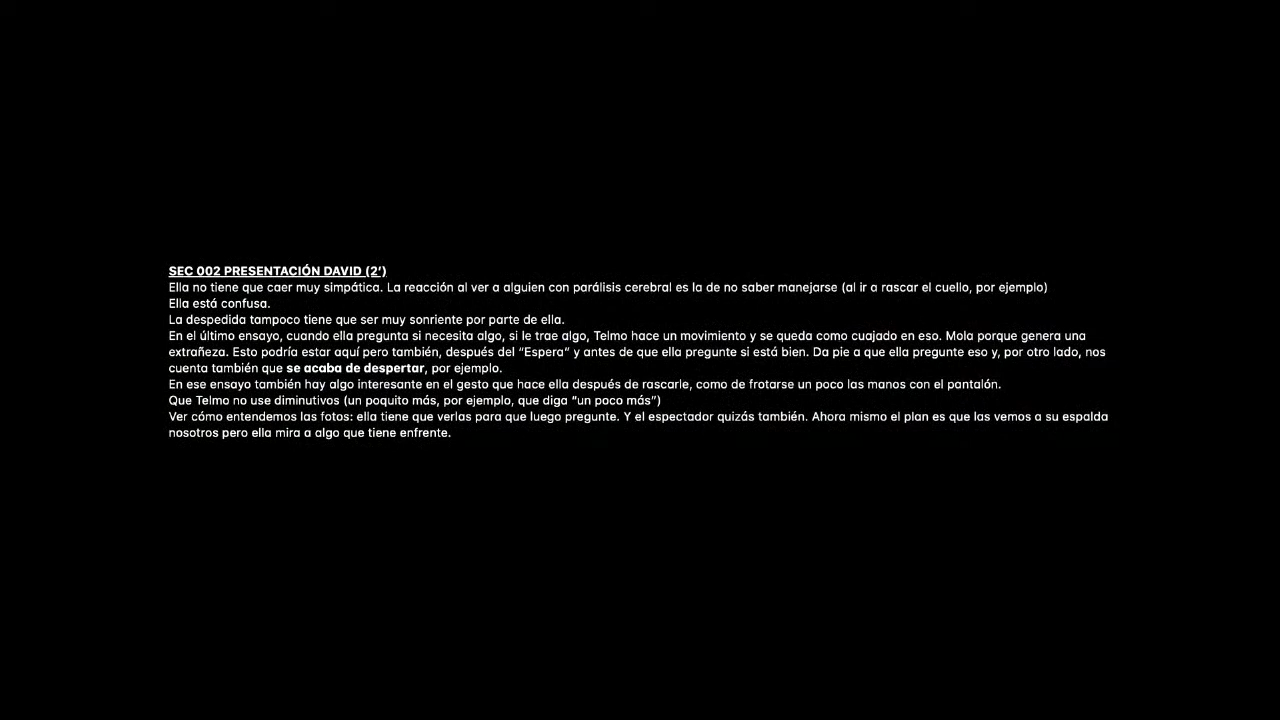 SEC 002 PRESENTACIÓN DAVID (2’)
Ella no tiene que caer muy simpática. La reacción al ver a alguien con parálisis cerebral es la de no saber manejarse (al ir a rascar el cuello, por ejemplo)
Ella está confusa.
La despedida tampoco tiene que ser muy sonriente por parte de ella.
En el último ensayo, cuando ella pregunta si necesita algo, si le trae algo, Telmo hace un movimiento y se queda como cuajado en eso. Mola porque genera una
extrañeza. Esto podría estar aquí pero también, después del “Espera” y antes de que ella pregunte si está bien. Da pie a que ella pregunte eso y, por otro lado, nos
cuenta también que se acaba de despertar, por ejemplo.
En ese ensayo también hay algo interesante en el gesto que hace ella después de rascarle, como de frotarse un poco las manos con el pantalón.
Que Telmo no use diminutivos (un poquito más, por ejemplo, que diga “un poco más”)
Ver cómo entendemos las fotos: ella tiene que verlas para que luego pregunte. Y el espectador quizás también. Ahora mismo el plan es que las vemos a su espalda
nosotros pero ella mira a algo que tiene enfrente.